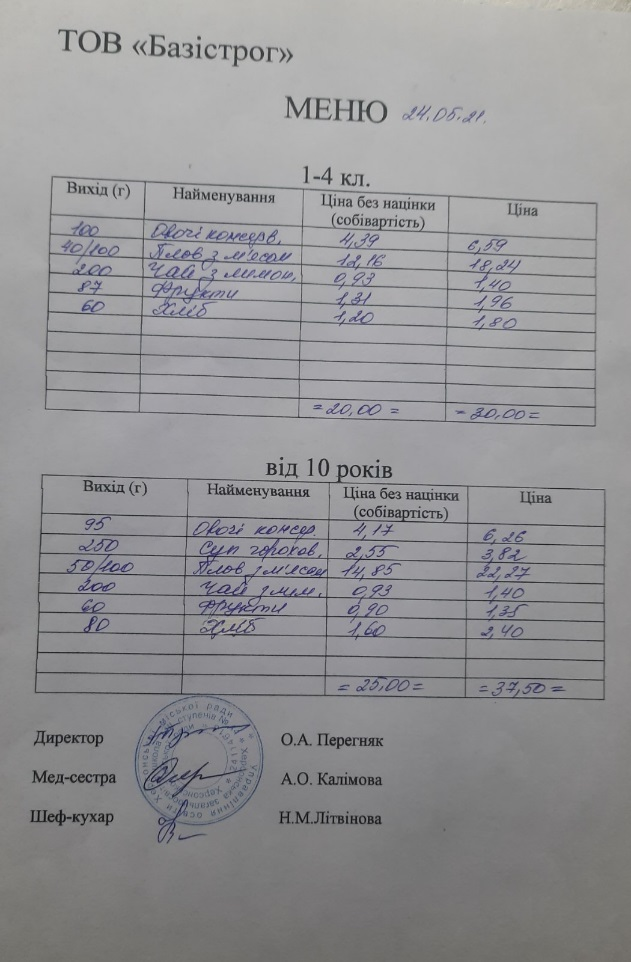 ТОВ «Базістрог»
МЕНЮ 24.05.21.
1-4 кл.
Вихід (г) Найменування Ціна без націнки (собівартість) Ціна
100 Овочі консерв. 4,39 6,59
40/100 Плов з м'ясом 12,16 18,24
200 Чай з лимон. 0,93 1,40
87 Фрукти 1,31 1,96
60 Хліб 1,20 1,80
=20,00= =30,00=
від 10 років
Вихід (г) Найменування Ціна без націнки (собівартість) Ціна
95 Овочі консер. 4,17 6,26
250 Суп горохов. 2,55 3,82
50/100 Плов з м'ясом 14,85 22,27
200 Чай з лим. 0,93 1,40
60 Фрукти 0,90 1,35
80 Хліб 1,60 2,40
=25,00= =37,50=
Директор О.А. Перегняк
Мед-сестра А.О. Калімова
Шеф-кухар Н.М.Літвінова